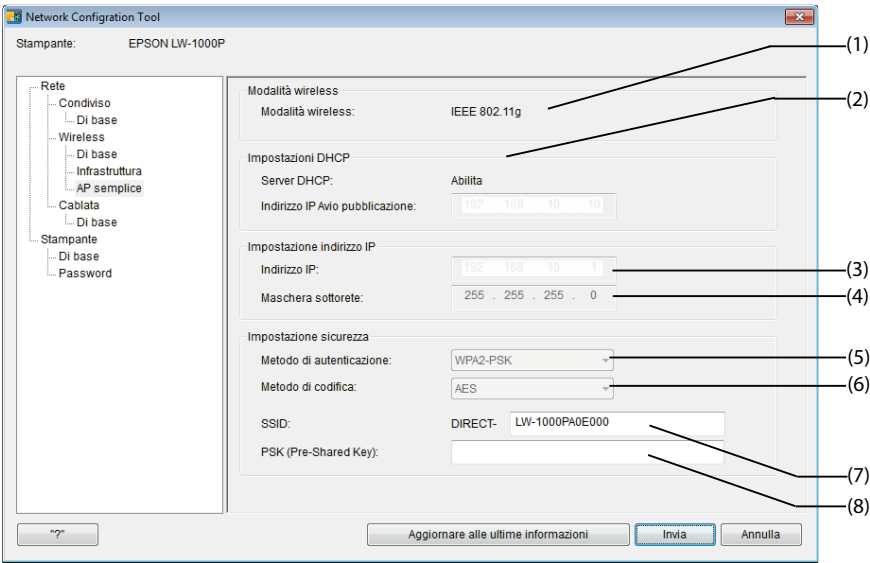 Network Configration Tool
Stampante: EPSON LW-1000P
(1)
(2)
Rete
Condiviso
Di base
Wireless
Di base
Infrastruttura
AP semplice
Cablata
Di base
Stampante
Di base
Password
Modalità wireless
Modalità wireless: IEEE 802.11g
Impostazioni DHCP
Server DHCP: Abilita
Indirizzo IP Avio pubblicazione: 192 168 10 10
Impostazione indirizzo IP
Indirizzo IP: 192 . 168 . 10 . 1
(3)
Maschera sottorete: 255 . 255 . 255 . 0
(4)
Impostazione sicurezza
Metodo di autenticazione: WPA2-PSK
(5)
Metodo di codifica: AES
(6)
SSID: DIRECT- LW-1000PA0E000
(7)
PSK (Pre-Shared Key):
(8)
"?"
Aggiornare alle ultime informazioni
Invia
Annulla